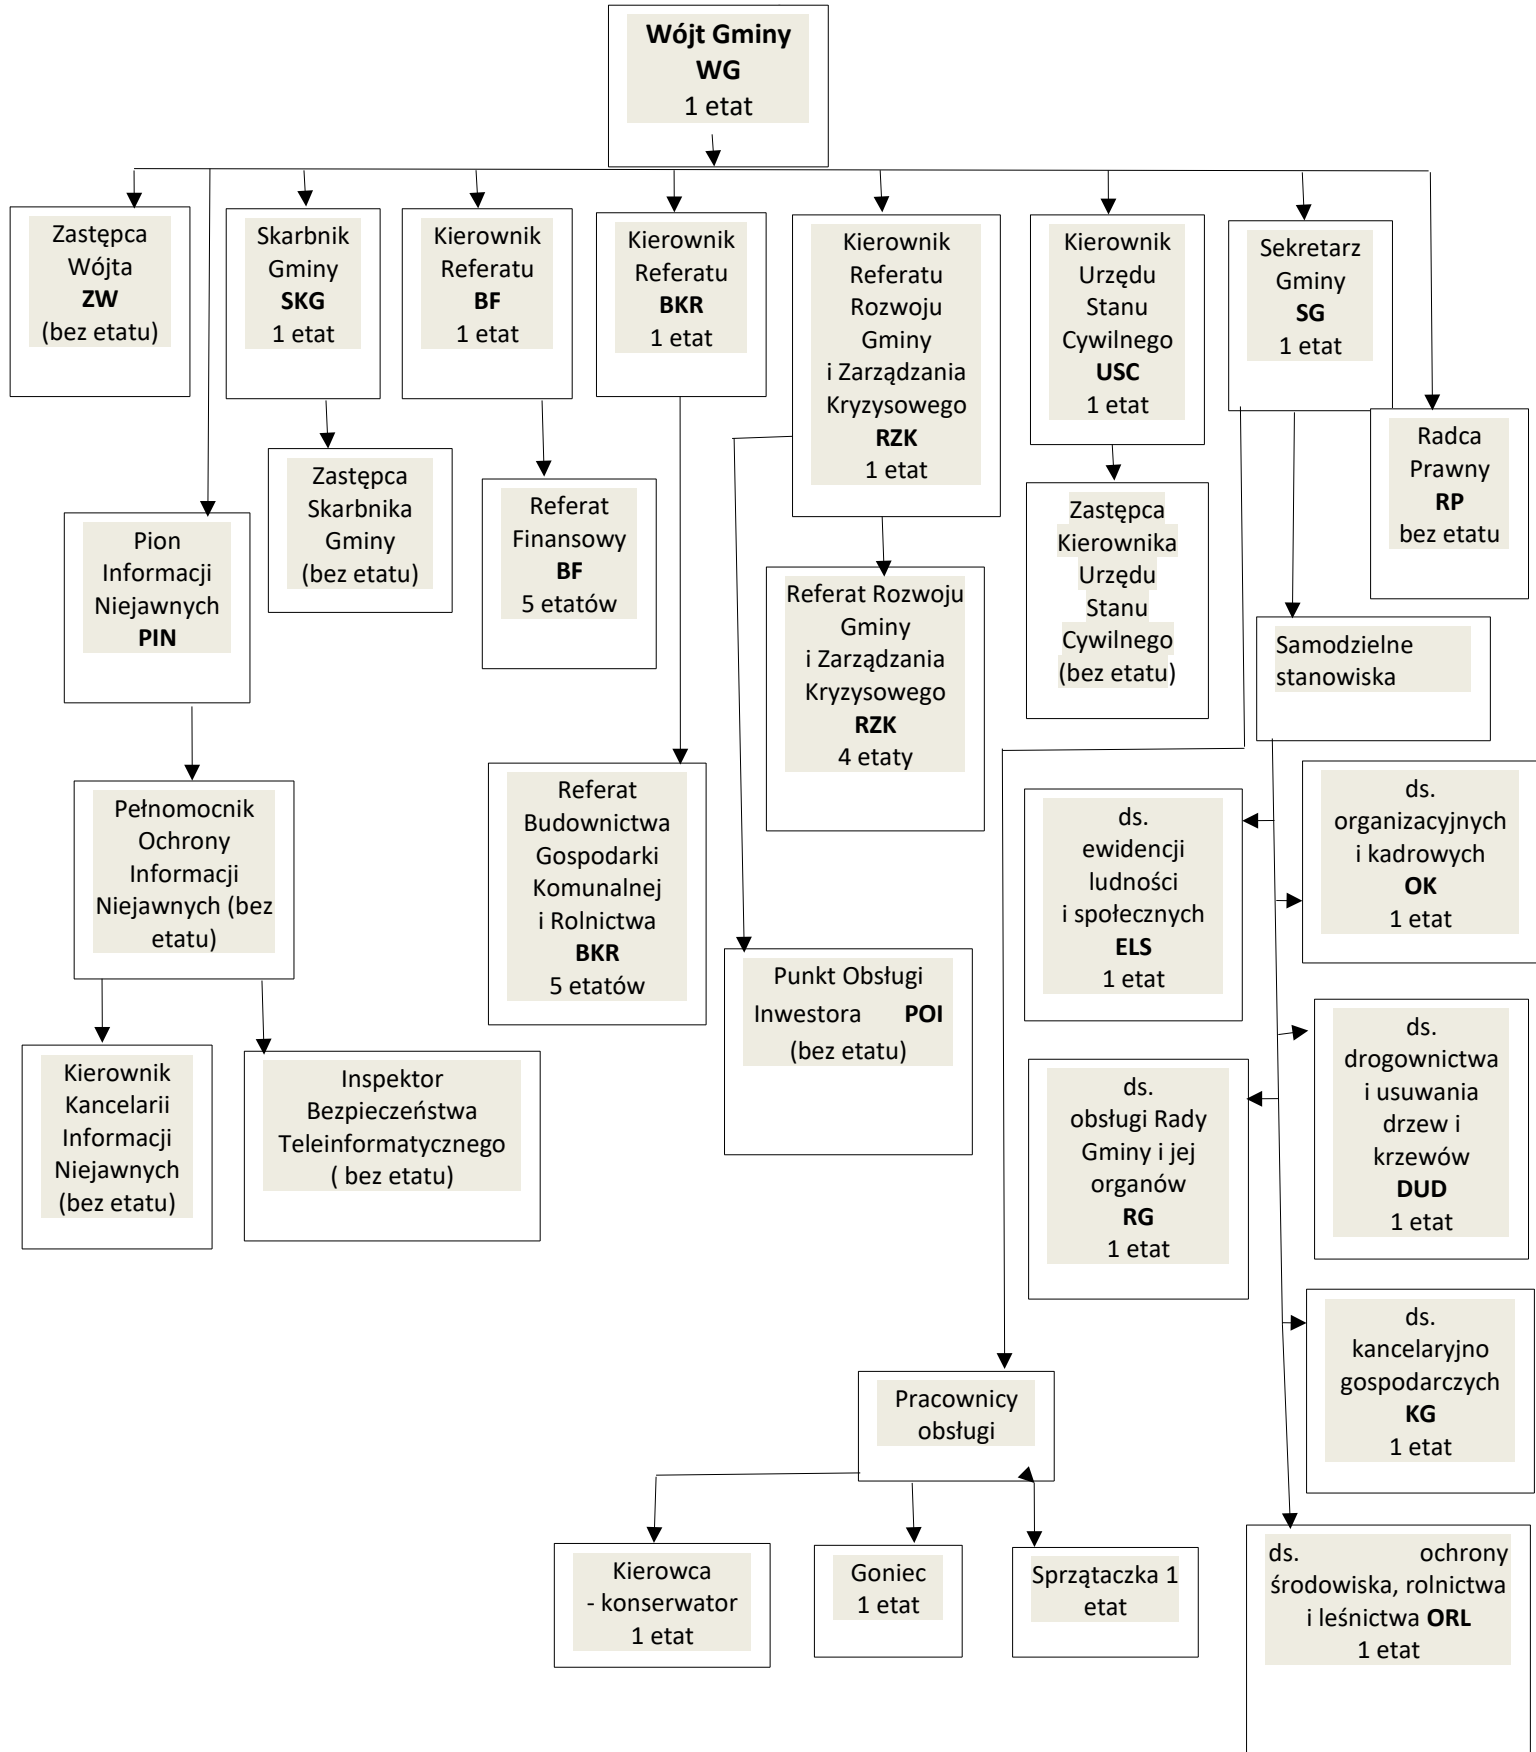 Wójt Gminy
WG
1 etat
Zastępca
Wójta
ZW
(bez etatu)
Skarbnik
Gminy
SKG
1 etat
Kierownik
Referatu
BF
1 etat
Kierownik
Referatu
BKR
1 etat
Kierownik
Referatu
Rozwoju
Gminy
i Zarządzania
Kryzysowego
RZK
1 etat
Kierownik
Urzędu
Stanu
Cywilnego
USC
1 etat
Sekretarz
Gminy
SG
1 etat
Radca
Prawny
RP
bez etatu
Pion
Informacji
Niejawnych
PIN
Zastępca
Skarbnika
Gminy
(bez etatu)
Referat
Finansowy
BF
5 etatów
Referat Rozwoju
Gminy
i Zarządzania
Kryzysowego
RZK
4 etaty
Zastępca
Kierownika
Urzędu
Stanu
Cywilnego
(bez etatu)
Samodzielne
stanowiska
Pełnomocnik
Ochrony
Informacji
Niejawnych (bez
etatu)
Referat
Budownictwa
Gospodarki
Komunalnej
i Rolnictwa
BKR
5 etatów
Punkt Obsługi
Inwestora POI
(bez etatu)
ds.
ewidencji
ludności
i społecznych
ELS
1 etat
ds.
organizacyjnych
i kadrowych
OK
1 etat
Kierownik
Kancelarii
Informacji
Niejawnych
(bez etatu)
Inspektor
Bezpieczeństwa
Teleinformatycznego
( bez etatu)
ds.
obsługi Rady
Gminy i jej
organów
RG
1 etat
ds.
drogownictwa
i usuwania
drzew i
krzewów
DUD
1 etat
ds.
kancelaryjno
gospodarczych
KG
1 etat
Pracownicy
obsługi
Kierowca
- konserwator
1 etat
Goniec
1 etat
Sprzątaczka 1
etat
ds. ochrony
środowiska, rolnictwa
i leśnictwa ORL
1 etat